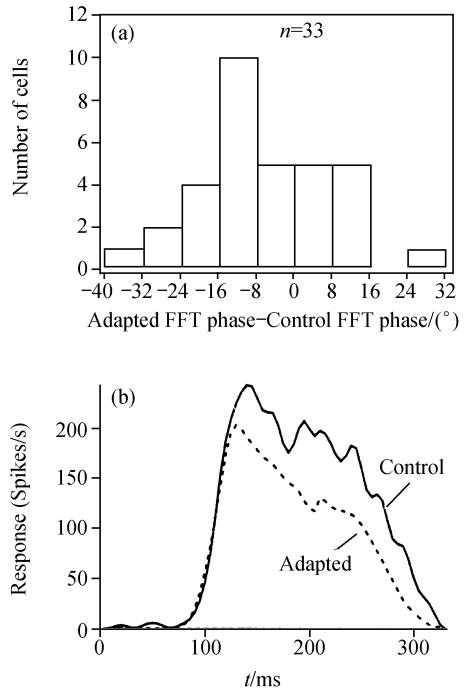 (a)
n=33
Number of cells
12
10
8
6
4
2
0
−40 −32 −24 −16 −8 0 8 16 24 32
Adapted FFT phase−Control FFT phase/(°)
(b)
Response (Spikes/s)
200
150
100
50
0
Control
Adapted
0 100 200 300
t/ms